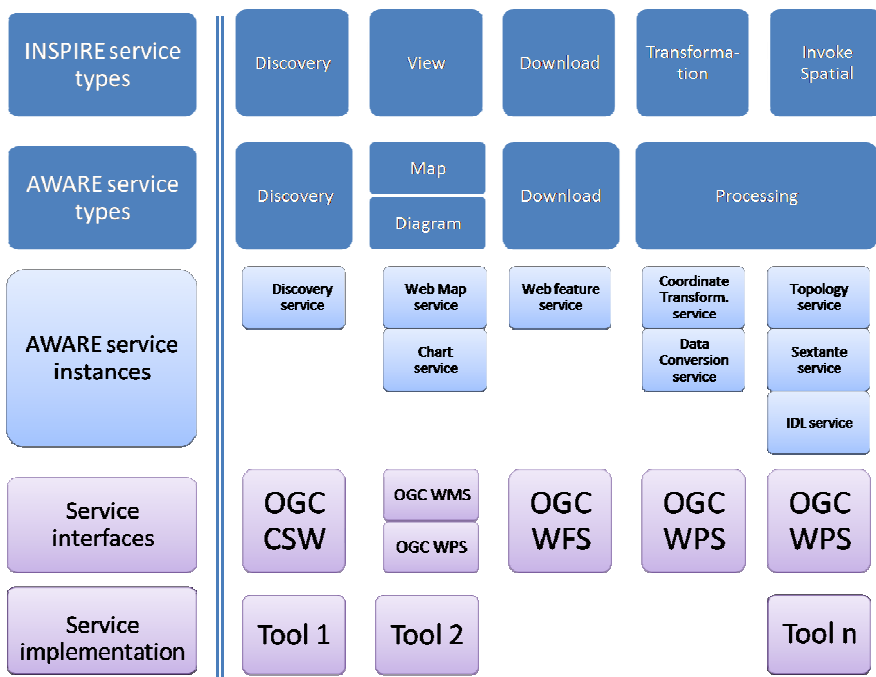 INSPIRE service
types
Discovery
View
Download
Transforma-
tion
Invoke
Spatial
AWARE service
types
Discovery
Map
Diagram
Download
Processing
AWARE service
instances
Discovery
service
Web Map
service
Chart
service
Web feature
service
Coordinate
Transform.
service
Data
Conversion
service
Topology
service
Sextante
service
IDL service
Service
interfaces
OGC
CSW
OGC WMS
OGC WPS
OGC
WFS
OGC
WPS
OGC
WPS
Service
implementation
Tool 1
Tool 2
Tool n